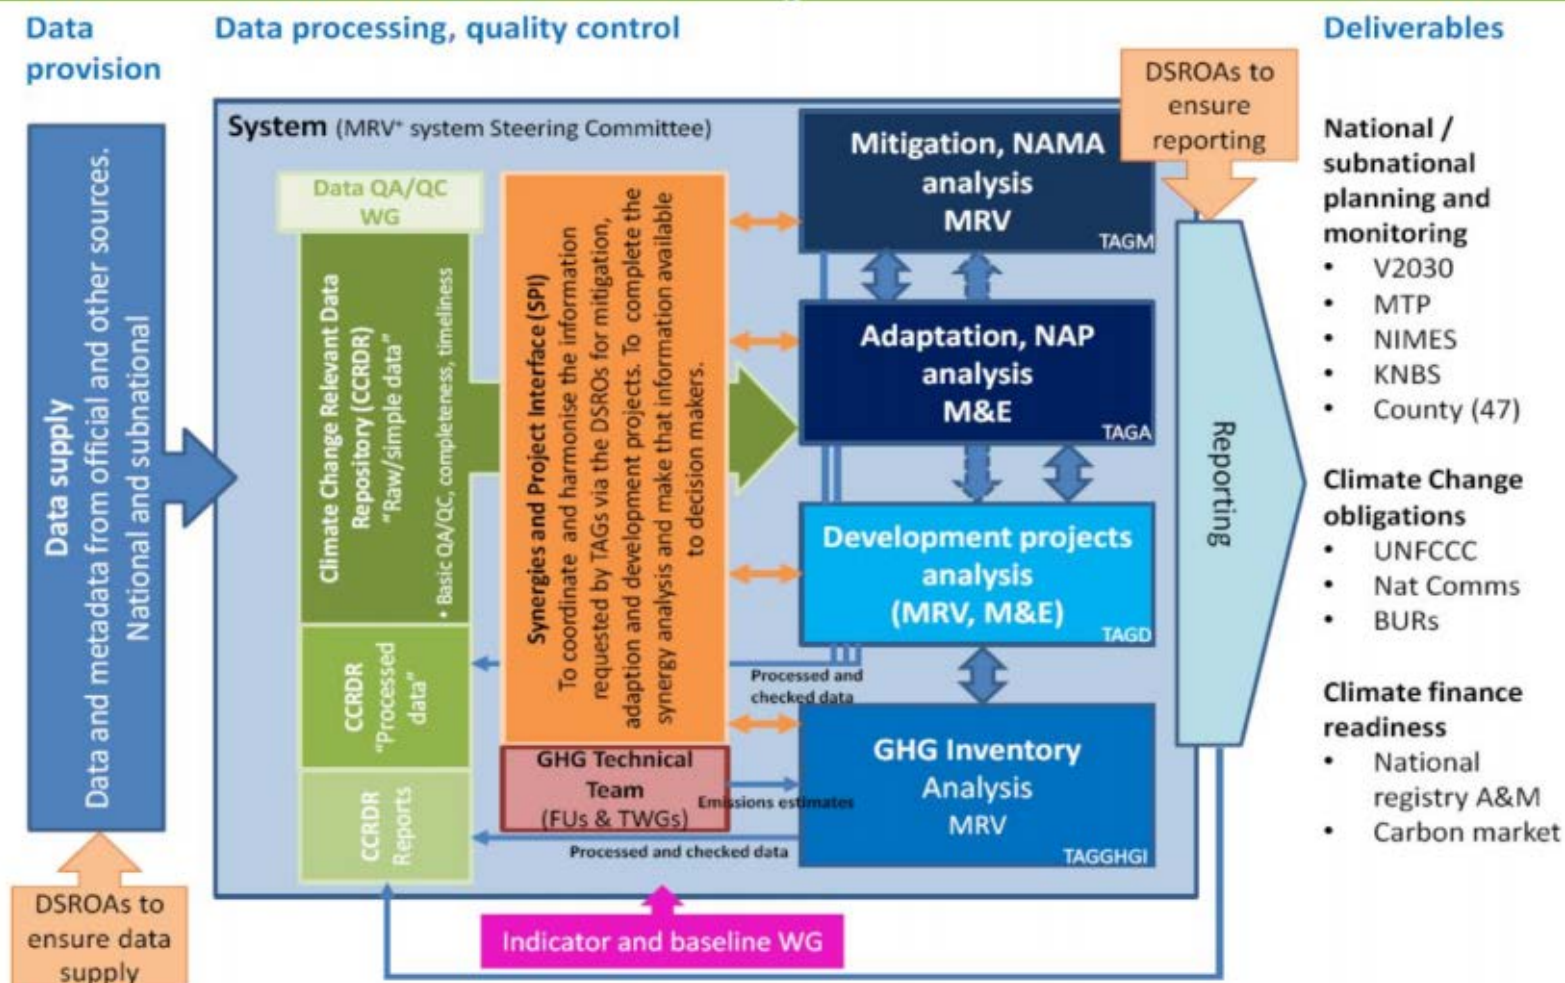 Data
provision
Data processing, quality control
Deliverables
Data supply
Data and metadata from official and other sources.
National and subnational
DSROAs to
ensure data
supply
System (MRV+ system Steering Committee)
Data QA/QC
WG
Climate Change Relevant Data
Repository (CCRDR)
"Raw/simple data"
• Basic QA/QC, completeness, timeliness
CCRDR
"Processed
data"
CCRDR
Reports
Synergies and Project Interface (SPI)
To coordinate and harmonise the information
requested by TAGs via the DSROs for mitigation,
adaption and development projects. To complete the
synergy analysis and make that information available
to decision makers.
GHG Technical
Team
(FUs & TWGs)
Mitigation, NAMA
analysis
MRV
TAGM
Adaptation, NAP
analysis
M&E
TAGA
Development projects
analysis
(MRV, M&E)
TAGD
Processed and
checked data
GHG Inventory
Analysis
MRV
TAGGHGI
Emissions estimates
Processed and checked data
Indicator and baseline WG
DSROAs to
ensure
reporting
Reporting
National /
subnational
planning and
monitoring
• V2030
• MTP
• NIMES
• KNBS
• County (47)
Climate Change
obligations
• UNFCCC
• Nat Comms
• BURs
Climate finance
readiness
• National
registry A&M
• Carbon market